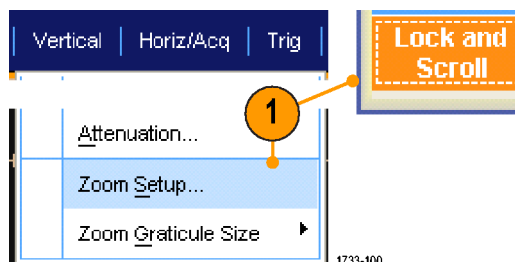 Vertical | Horiz/Acq | Trig |
Lock and
Scroll
1
Attenuation...
Zoom Setup...
Zoom Graticule Size
1733-100